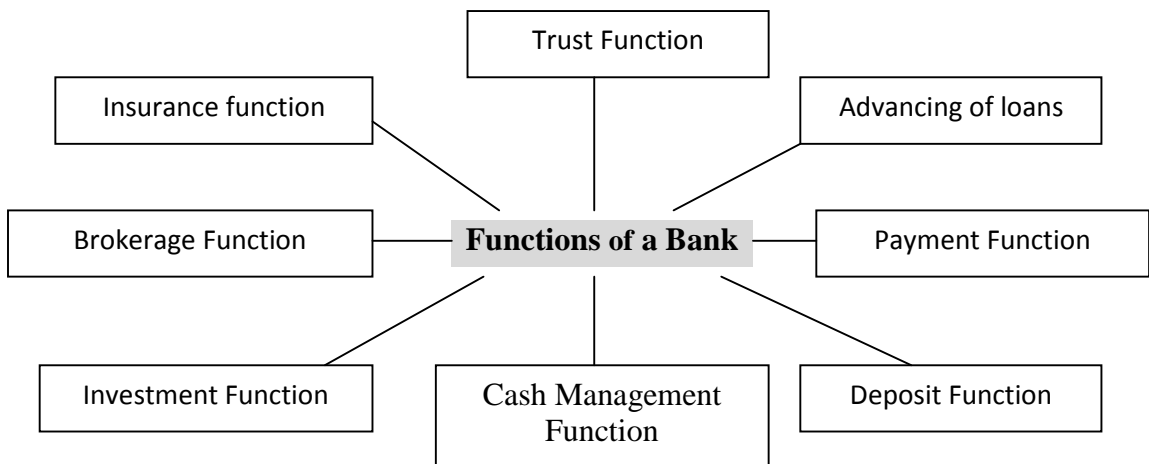 Trust Function
Insurance function
Advancing of loans
Brokerage Function
Functions of a Bank
Payment Function
Investment Function
Cash Management
Function
Deposit Function